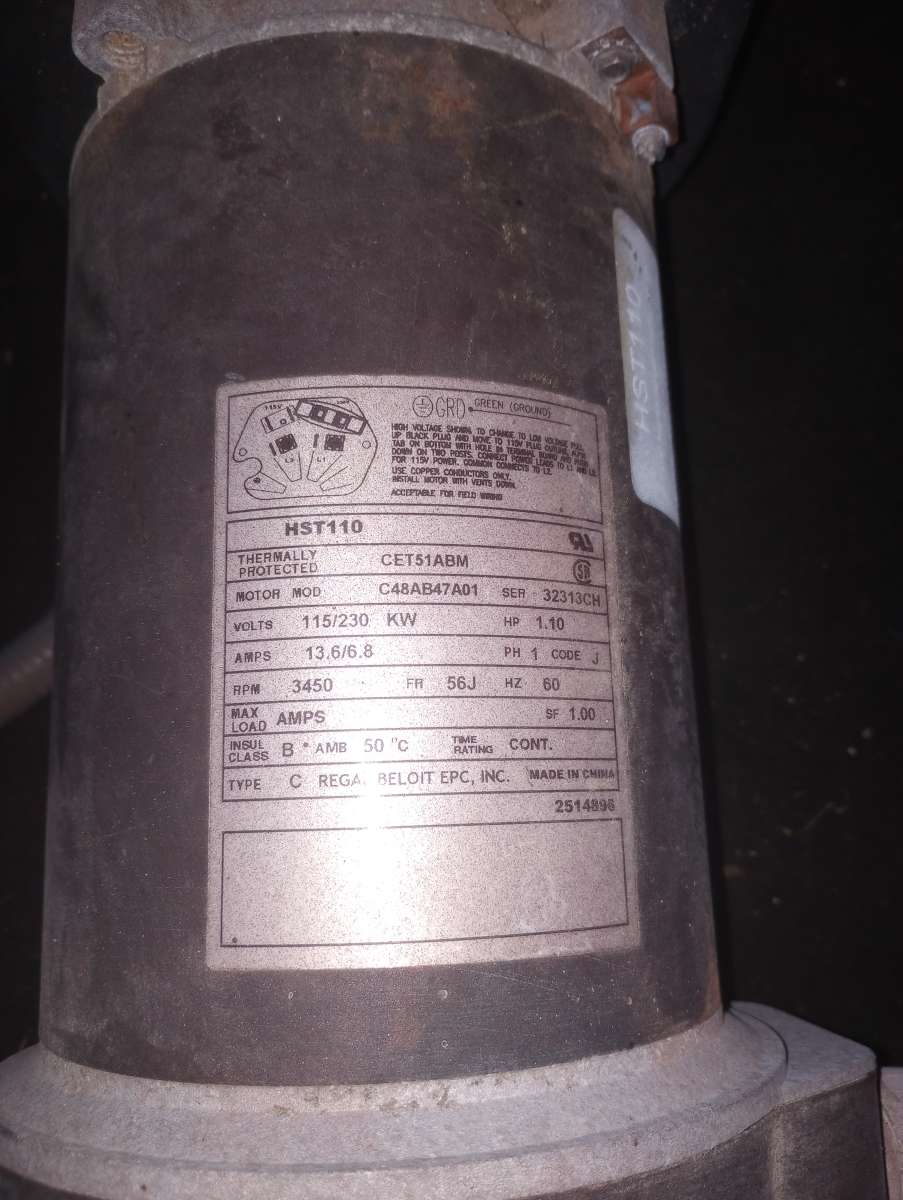 115V
GRD. GREEN (GROUND)
HIGH VOLTAGE SHOWN TO CHANGE TO LOW VOLTAGE PULL
UP BLACK PLUG AND MOVE TO 115V PLUG OUTLINE, ALIGN
TAB ON BOTTOM WITH HOLE IN TERMINAL BOARD AND PUSH
DOWN ON TWO POSTS. CONNECT POWER LEADS TO L1 AND L2
FOR 115V POWER. COMMON CONNECTS TO L2.
USE COPPER CONDUCTORS ONLY.
INSTALL MOTOR WITH VENTS DOWN.
ACCEPTABLE FOR FIELD WIRING
HST110
THERMALLY PROTECTED CET51ABM
MOTOR MOD C48AB47A01 SER 32313CH
VOLTS 115/230 KW HP 1.10
AMPS 13.6/6.8 PH 1 CODE J
RPM 3450 FR 56J HZ 60
MAX LOAD AMPS SF 1.00
INSUL CLASS B * AMB 50 °C TIME RATING CONT.
TYPE C REGAL BELOIT EPC, INC. MADE IN CHINA
2514896
HST110